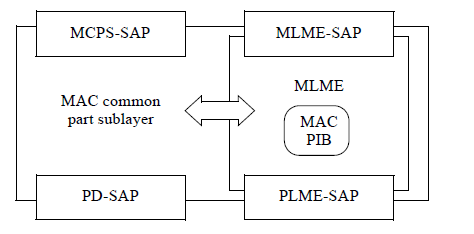 MCPS-SAP
MLME-SAP
MLME
MAC common
part sublayer
MAC
PIB
PD-SAP
PLME-SAP